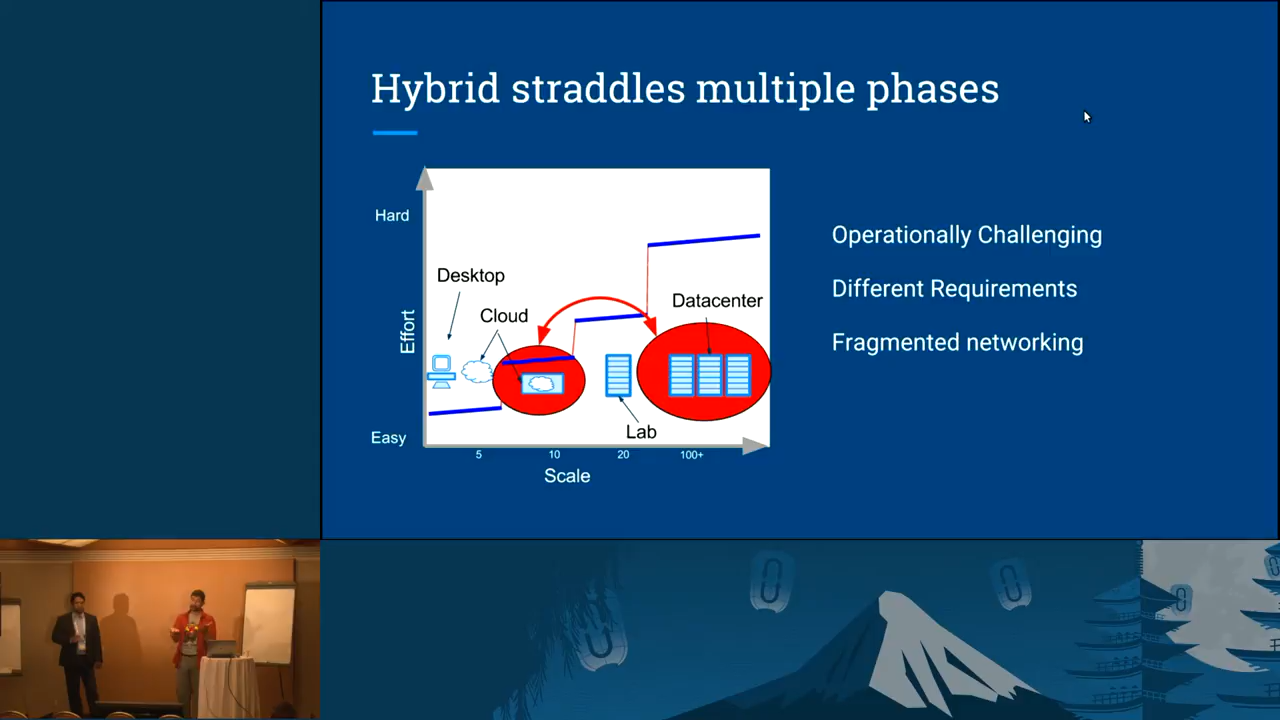 Hybrid straddles multiple phases
Hard
Desktop
Cloud
Datacenter
Effort
Lab
Easy
5 10 20 100+
Scale
Operationally Challenging
Different Requirements
Fragmented networking